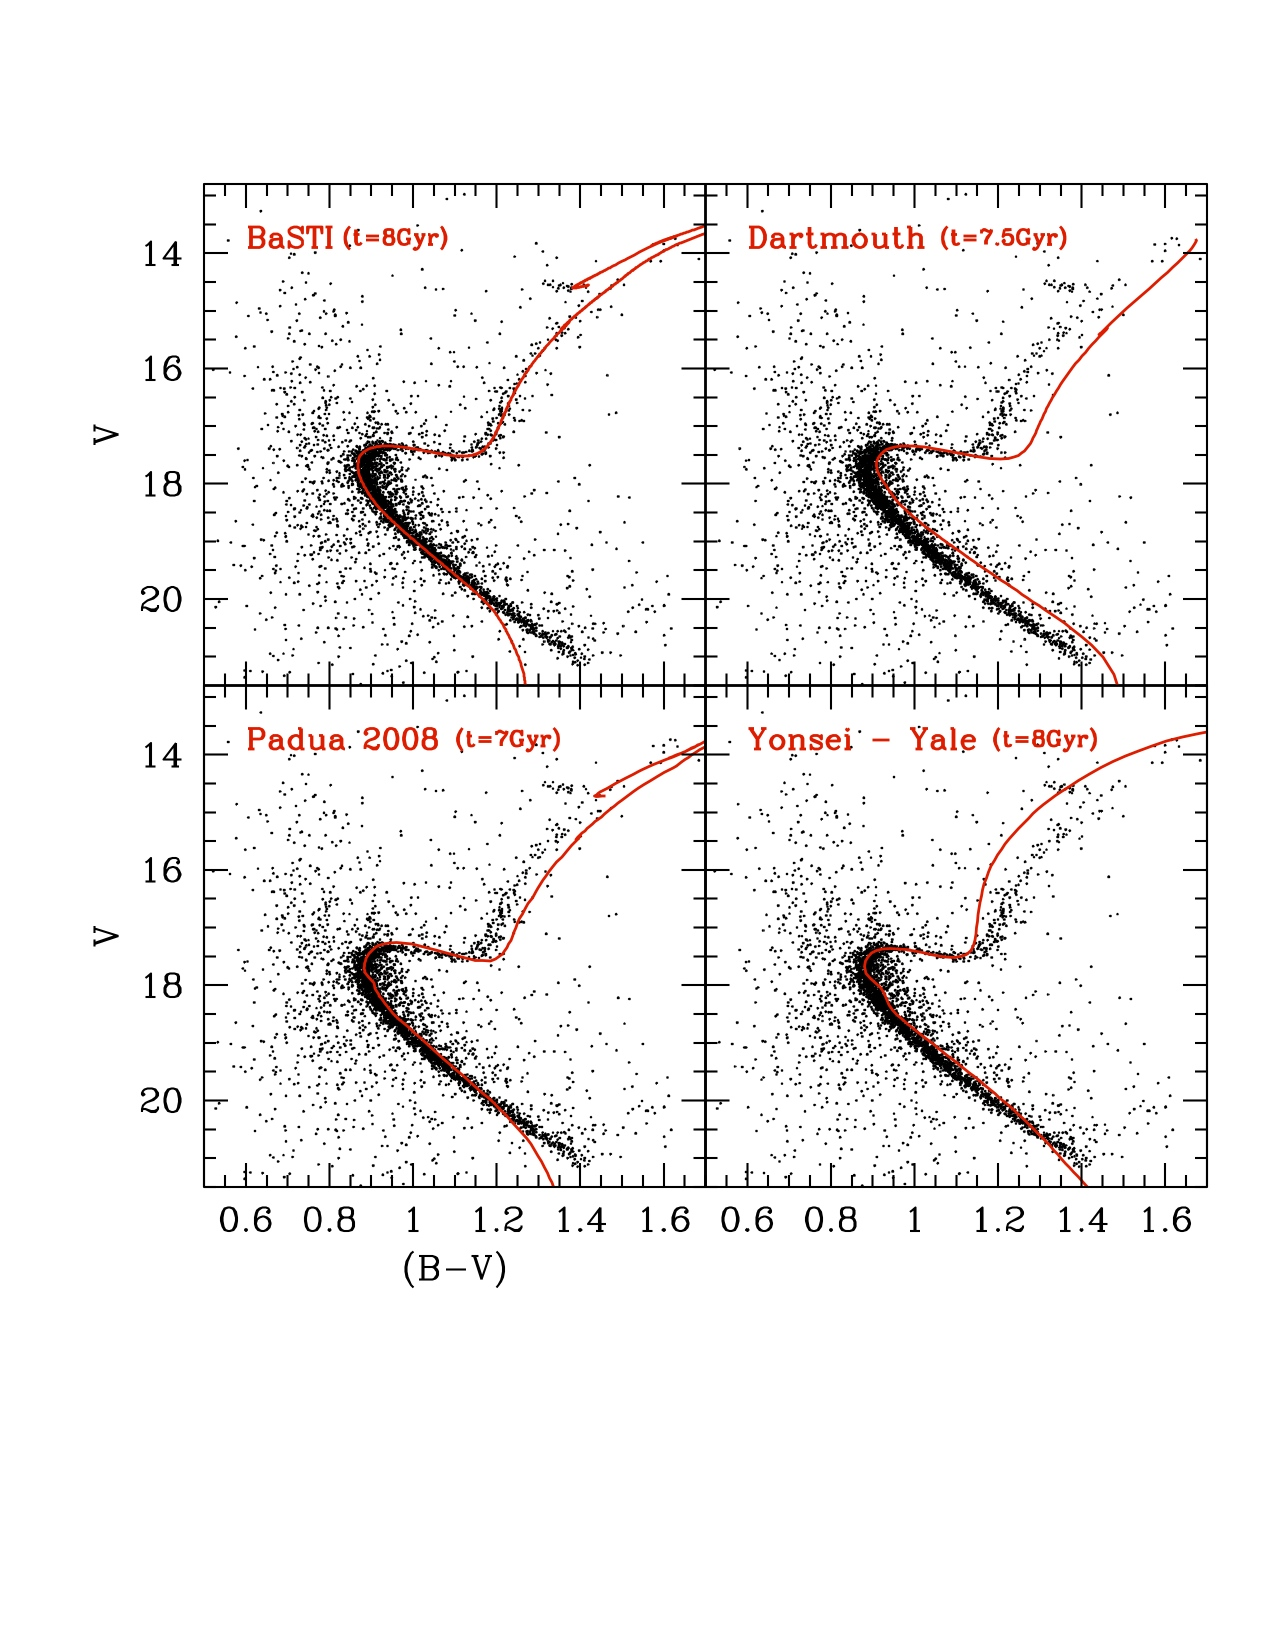 BaSTI (t=8Gyr)
Dartmouth (t=7.5Gyr)
14
16
V
18
20
Padua 2008 (t=7Gyr)
Yonsei − Yale (t=8Gyr)
14
16
V
18
20
0.6 0.8 1 1.2 1.4 1.6 0.6 0.8 1 1.2 1.4 1.6
(B−V)